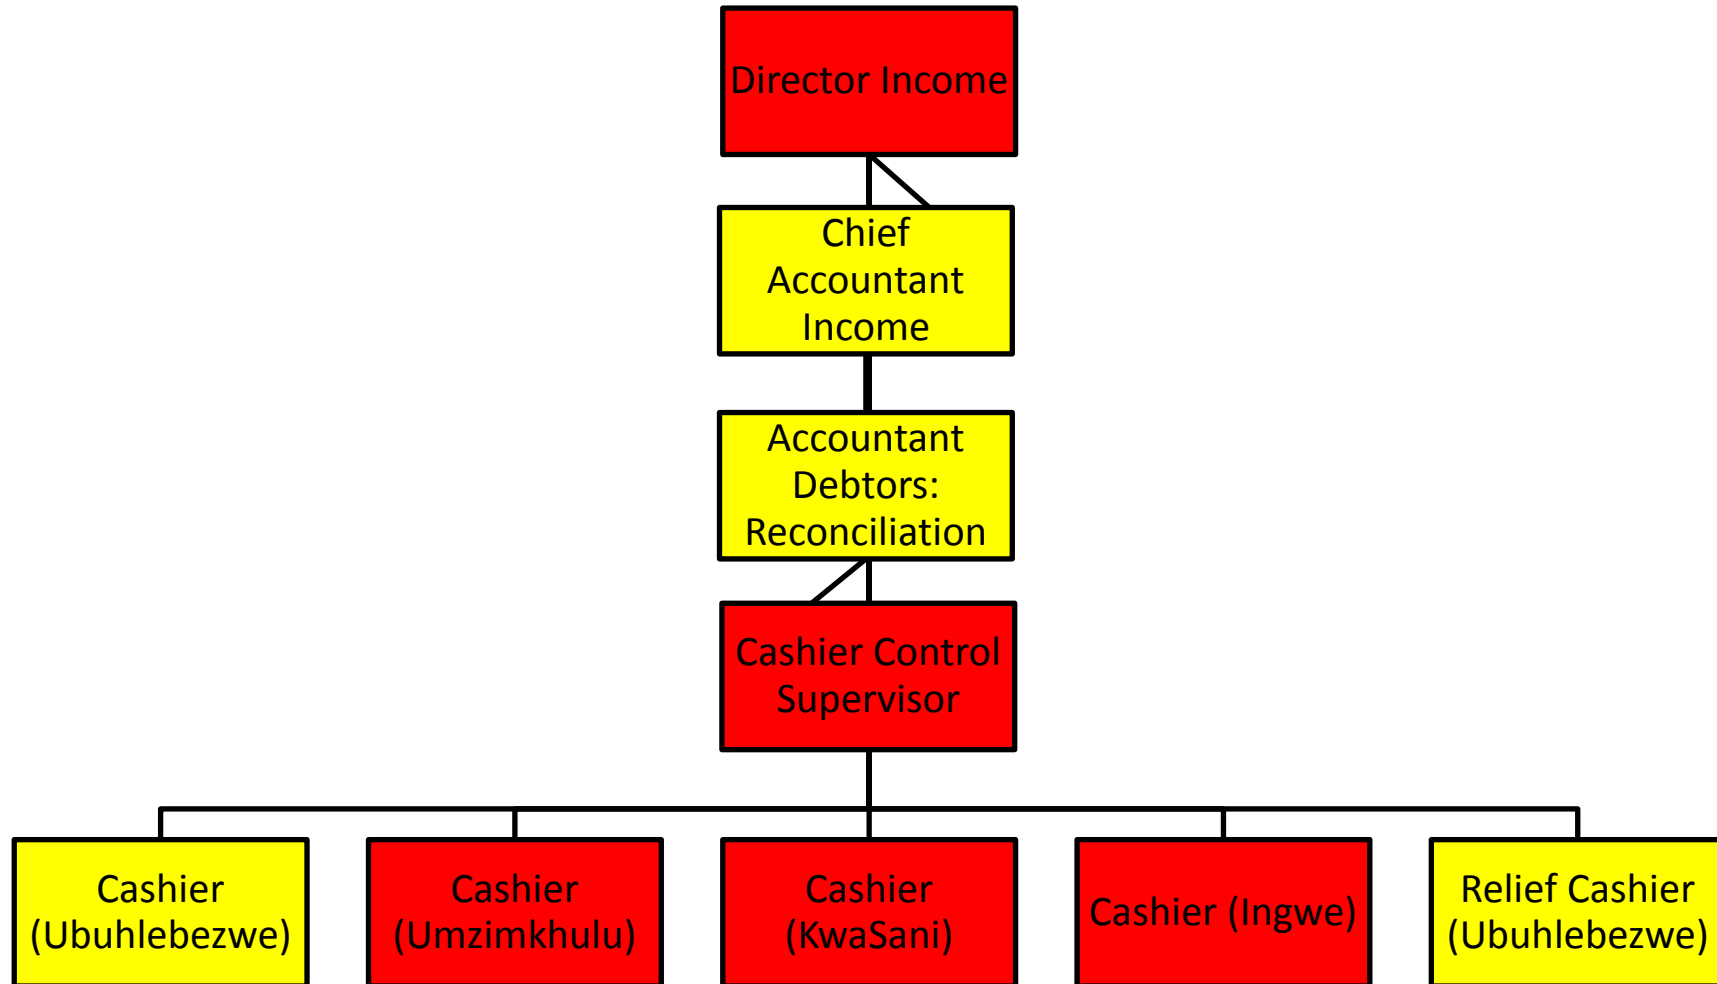 Director Income
Chief
Accountant
Income
Accountant
Debtors:
Reconciliation
Cashier Control
Supervisor
Cashier
(Ubuhlebezwe)
Cashier
(Umzimkhulu)
Cashier
(KwaSani)
Cashier (Ingwe)
Relief Cashier
(Ubuhlebezwe)